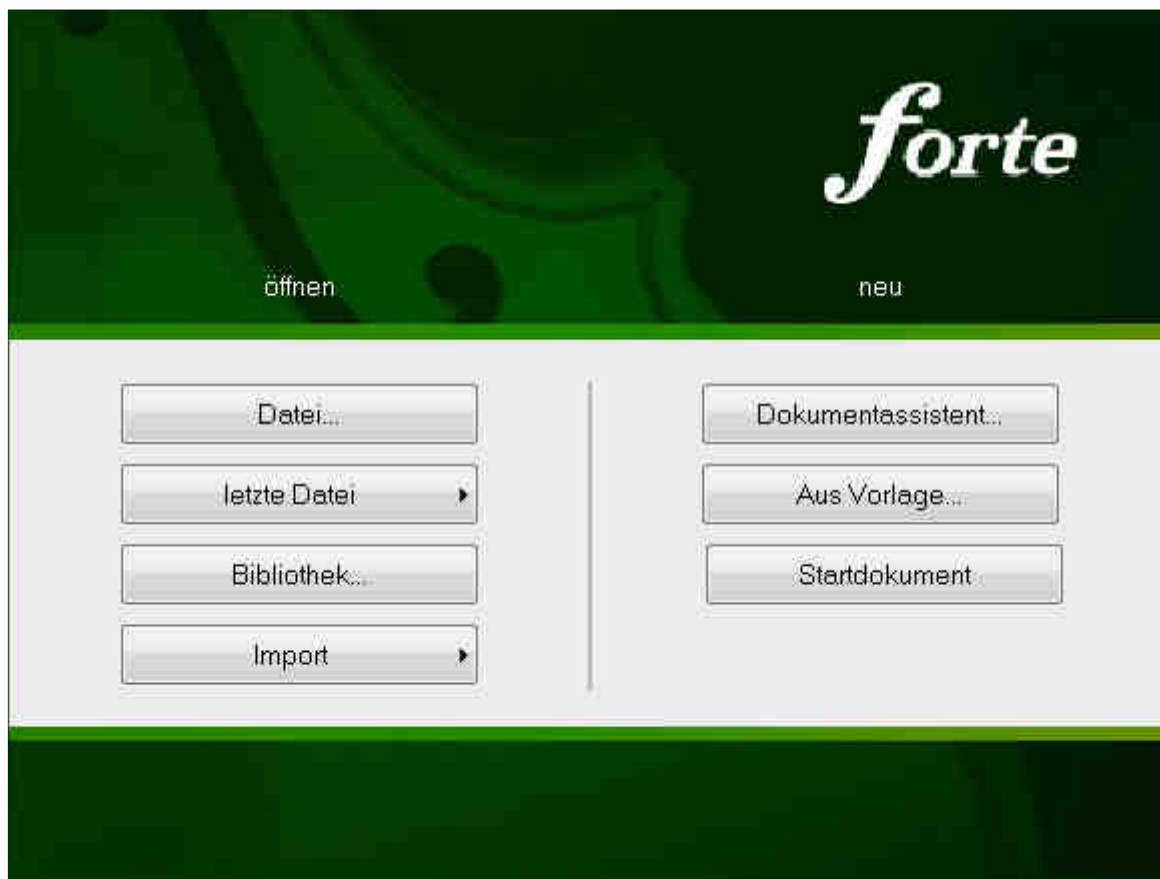 forte
öffnen
neu
Datei...
letzte Datei
Bibliothek...
Import
Dokumentassistent...
Aus Vorlage...
Startdokument